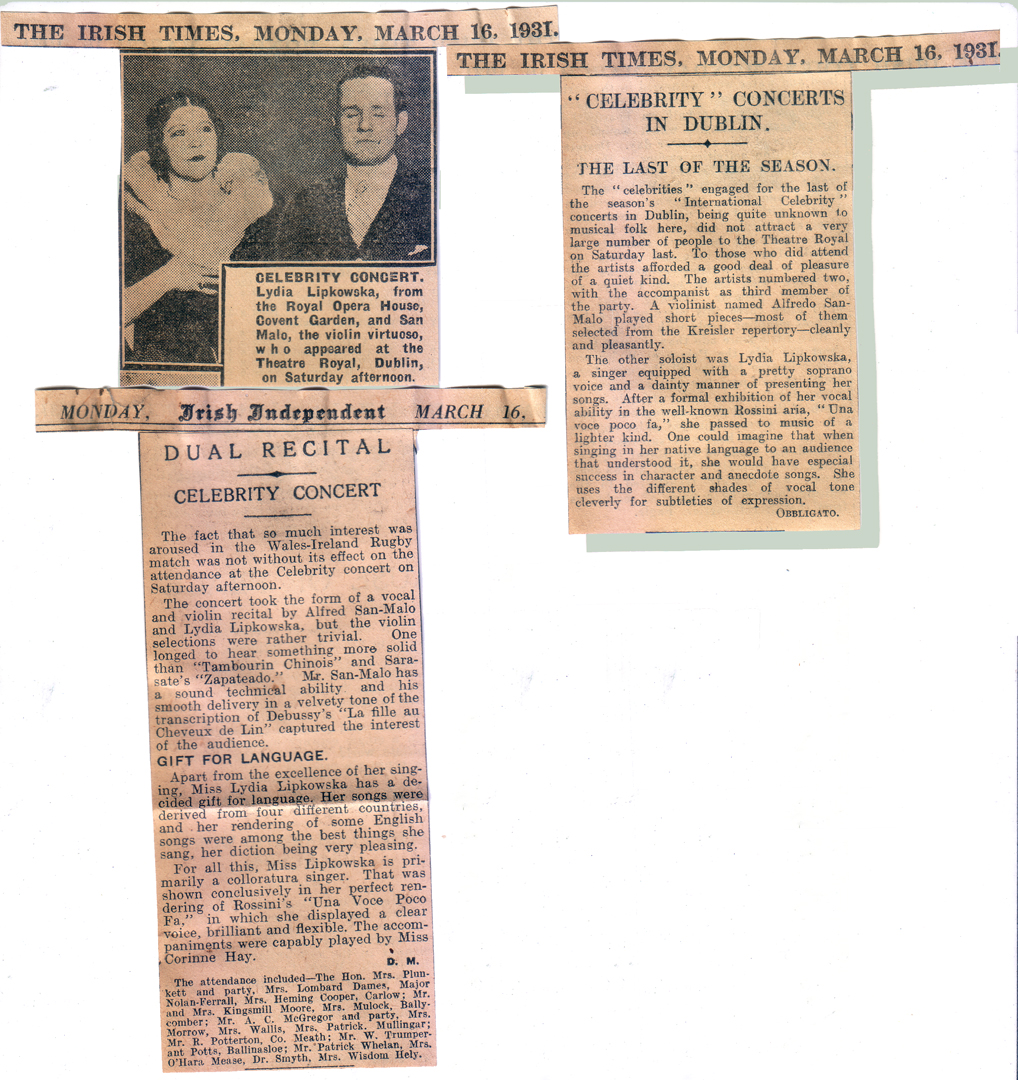 THE IRISH TIMES, MONDAY, MARCH 16, 1931.
CELEBRITY CONCERT.
Lydia Lipkowska, from
the Royal Opera House,
Covent Garden, and San
Malo, the violin virtuoso,
who appeared at the
Theatre Royal, Dublin,
on Saturday afternoon.
MONDAY, Irish Independent MARCH 16.
DUAL RECITAL
CELEBRITY CONCERT
The fact that so much interest was
aroused in the Wales-Ireland Rugby
match was not without its effect on the
attendance at the Celebrity concert on
Saturday afternoon.
The concert took the form of a vocal
and violin recital by Alfred San-Malo
and Lydia Lipkowska, but the violin
selections were rather trivial. One
longed to hear something more solid
than "Tambourin Chinois" and Sara-
sate's "Zapateado." Mr. San-Malo has
a sound technical ability and his
smooth delivery in a velvety tone of the
transcription of Debussy's "La fille au
Cheveux de Lin" captured the interest
of the audience.
GIFT FOR LANGUAGE.
Apart from the excellence of her sing-
ing, Miss Lydia Lipkowska has a de-
cided gift for language. Her songs were
derived from four different countries,
and her rendering of some English
songs were among the best things she
sang, her diction being very pleasing.
For all this, Miss Lipkowska is pri-
marily a colloratura singer. That was
shown conclusively in her perfect ren-
dering of Rossini's "Una Voce Poco
Fa," in which she displayed a clear
voice, brilliant and flexible. The accom-
paniments were capably played by Miss
Corinne Hay.
D. M.
The attendance included—The Hon. Mrs. Plun-
kett and party, Mrs. Lombard Dames, Major
Nolan-Ferrall, Mrs. Heming Cooper, Carlow; Mr.
and Mrs. Kingsmill Moore, Mrs. Mulock, Bally-
comber; Mr. A. C. McGregor and party, Mrs.
Morrow, Mrs. Wallis, Mrs. Patrick, Mullingar;
Mr. R. Potterton, Co. Meath; Mr. W. Trumper-
ant Potts, Ballinasloe; Mr. Patrick Whelan, Mrs.
O'Hara Mease, Dr. Smyth, Mrs. Wisdom Hely.
THE IRISH TIMES, MONDAY, MARCH 16, 1931.
"CELEBRITY" CONCERTS
IN DUBLIN.
THE LAST OF THE SEASON.
The "celebrities" engaged for the last of
the season's "International Celebrity"
concerts in Dublin, being quite unknown to
musical folk here, did not attract a very
large number of people to the Theatre Royal
on Saturday last. To those who did attend
the artists afforded a good deal of pleasure
of a quiet kind. The artists numbered two,
with the accompanist as third member of
the party. A violinist named Alfredo San-
Malo played short pieces—most of them
selected from the Kreisler repertory—cleanly
and pleasantly.
The other soloist was Lydia Lipkowska,
a singer equipped with a pretty soprano
voice and a dainty manner of presenting her
songs. After a formal exhibition of her vocal
ability in the well-known Rossini aria, "Una
voce poco fa," she passed to music of a
lighter kind. One could imagine that when
singing in her native language to an audience
that understood it, she would have especial
success in character and anecdote songs. She
uses the different shades of vocal tone
cleverly for subtleties of expression.
OBBLIGATO.